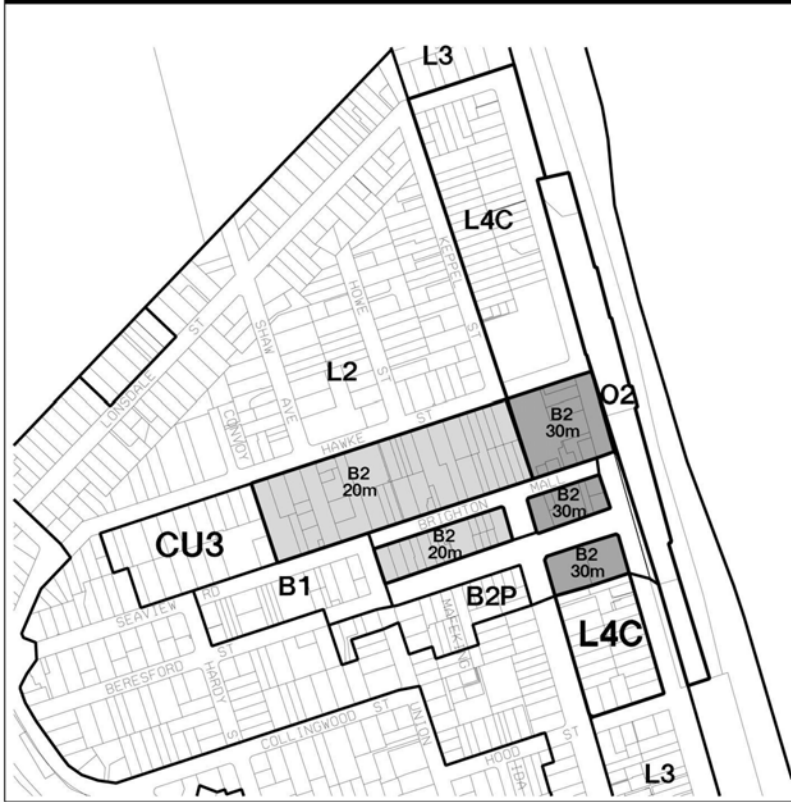 L3
L4C
KEPPEL
ST
HOWE
ST
SHAW
AVE
LONSDALE
ST
L2
CONVOY
HAWKE
ST
O2
B2
30m
B2
20m
BRIGHTON
MALL
B2
30m
B2
20m
B2
30m
CU3
B1
SEAVIEW
RD
B2P
MAFEKING
L4C
BERESFORD
ST
HARDY
S
COLLINGWOOD
ST
UNION
HOOD
IDA
ST
L3